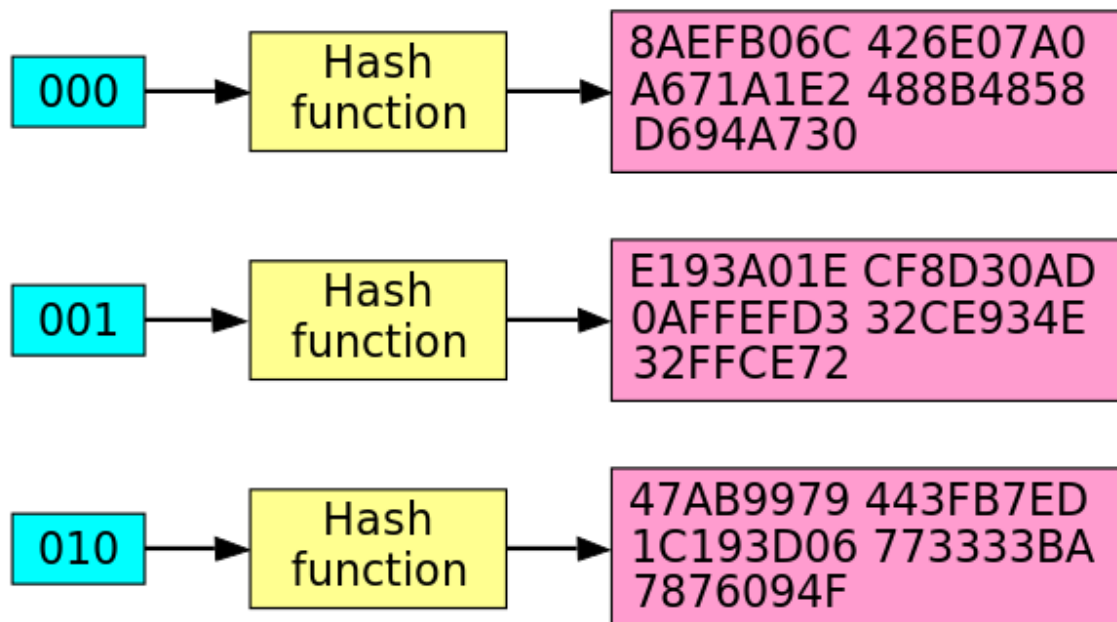 000
Hash
function
8AEFB06C 426E07A0
A671A1E2 488B4858
D694A730
001
Hash
function
E193A01E CF8D30AD
0AFFEFD3 32CE934E
32FFCE72
010
Hash
function
47AB9979 443FB7ED
1C193D06 773333BA
7876094F